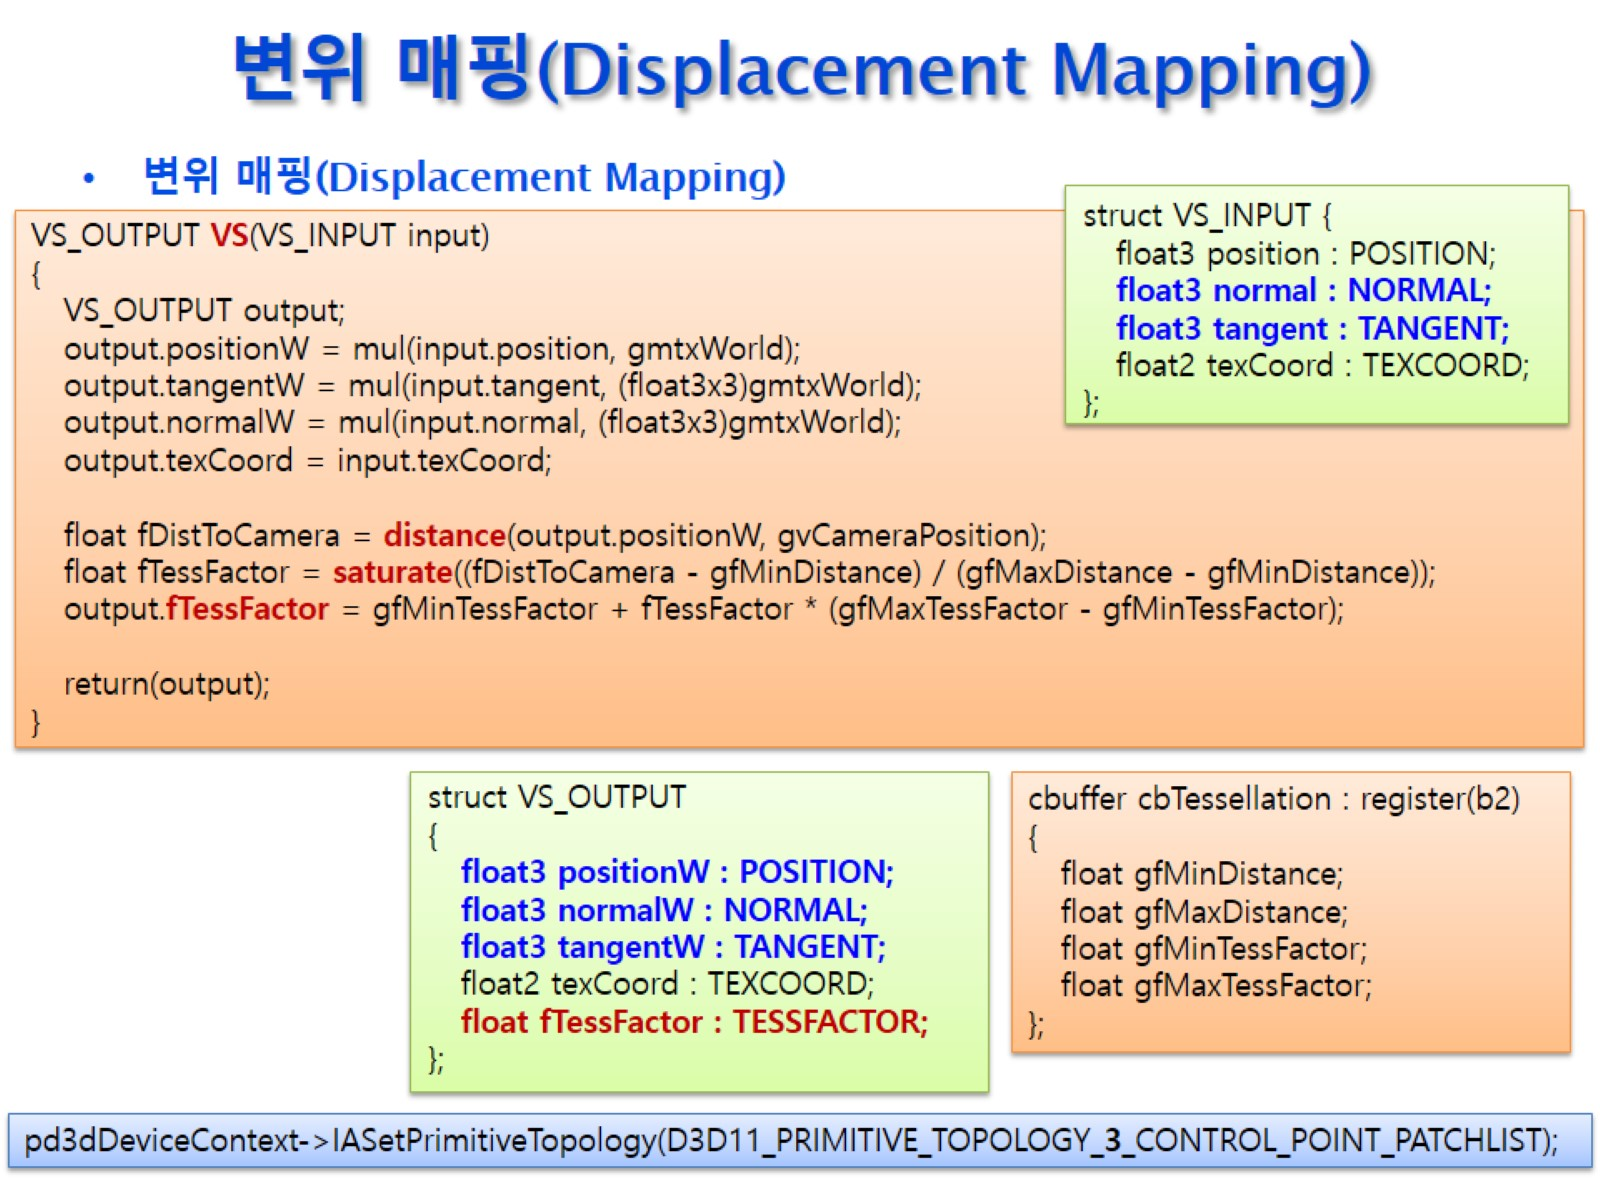 변위 매핑(Displacement Mapping)
• 변위 매핑(Displacement Mapping)
VS_OUTPUT VS(VS_INPUT input)
{
VS_OUTPUT output;
output.positionW = mul(input.position, gmtxWorld);
output.tangentW = mul(input.tangent, (float3x3)gmtxWorld);
output.normalW = mul(input.normal, (float3x3)gmtxWorld);
output.texCoord = input.texCoord;
float fDistToCamera = distance(output.positionW, gvCameraPosition);
float fTessFactor = saturate((fDistToCamera - gfMinDistance) / (gfMaxDistance - gfMinDistance));
output.fTessFactor = gfMinTessFactor + fTessFactor * (gfMaxTessFactor - gfMinTessFactor);
return(output);
}
struct VS_INPUT {
float3 position : POSITION;
float3 normal : NORMAL;
float3 tangent : TANGENT;
float2 texCoord : TEXCOORD;
};
struct VS_OUTPUT
{
float3 positionW : POSITION;
float3 normalW : NORMAL;
float3 tangentW : TANGENT;
float2 texCoord : TEXCOORD;
float fTessFactor : TESSFACTOR;
};
cbuffer cbTessellation : register(b2)
{
float gfMinDistance;
float gfMaxDistance;
float gfMinTessFactor;
float gfMaxTessFactor;
};
pd3dDeviceContext->IASetPrimitiveTopology(D3D11_PRIMITIVE_TOPOLOGY_3_CONTROL_POINT_PATCHLIST);